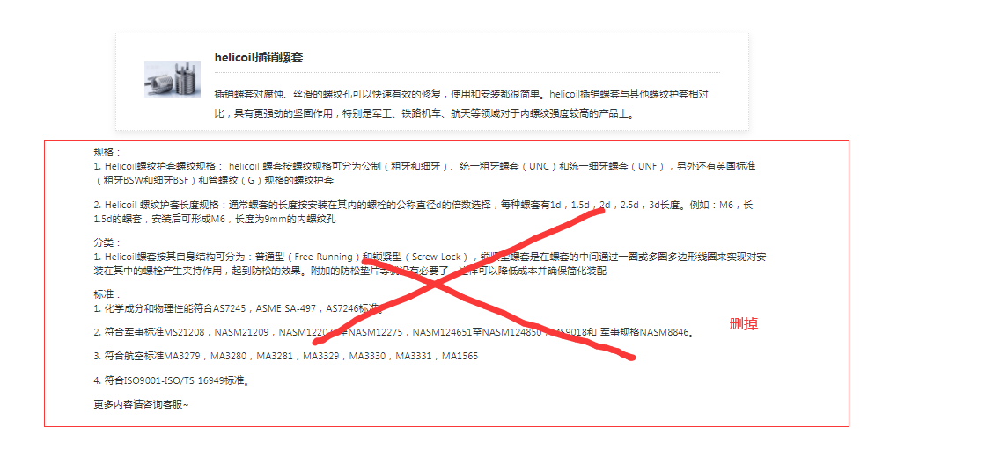 helicoil插销螺套
插销螺套对腐蚀、丝滑的螺纹孔可以快速有效的修复，使用和安装都很简单。helicoil插销螺套与其他螺纹护套相对
比，具有更强劲的坚固作用，特别是军工、铁路机车、航天等领域对于内螺纹强度较高的产品上。
规格：
1. Helicoil螺纹护套螺纹规格： helicoil 螺套按螺纹规格可分为公制（粗牙和细牙）、统一粗牙螺套（UNC）和统一细牙螺套（UNF），另外还有英国标准
（粗牙BSW和细牙BSF）和管螺纹（G）规格的螺纹护套
2. Helicoil 螺纹护套长度规格：通常螺套的长度按安装在其内的螺栓的公称直径d的倍数选择，每种螺套有1d，1.5d，2d，2.5d，3d长度。例如：M6，长
1.5d的螺套，安装后可形成M6，长度为9mm的内螺纹孔
分类：
1. Helicoil螺套按其自身结构可分为：普通型（Free Running）和锁紧型（Screw Lock），锁紧型螺套是在螺套的中间通过一圈或多圈多边形线圈来实现对安
装在其中的螺栓产生夹持作用，起到防松的效果。附加的防松垫片等就没有必要了，这样可以降低成本并确保简化装配
标准：
1. 化学成分和物理性能符合AS7245，ASME SA-497，AS7246标准。
2. 符合军事标准MS21208，NASM21209，NASM122076至NASM12275，NASM124651至NASM124850，MS9018和 军事规格NASM8846。
3. 符合航空标准MA3279，MA3280，MA3281，MA3329，MA3330，MA3331，MA1565
4. 符合ISO9001-ISO/TS 16949标准。
更多内容请咨询客服~
删掉